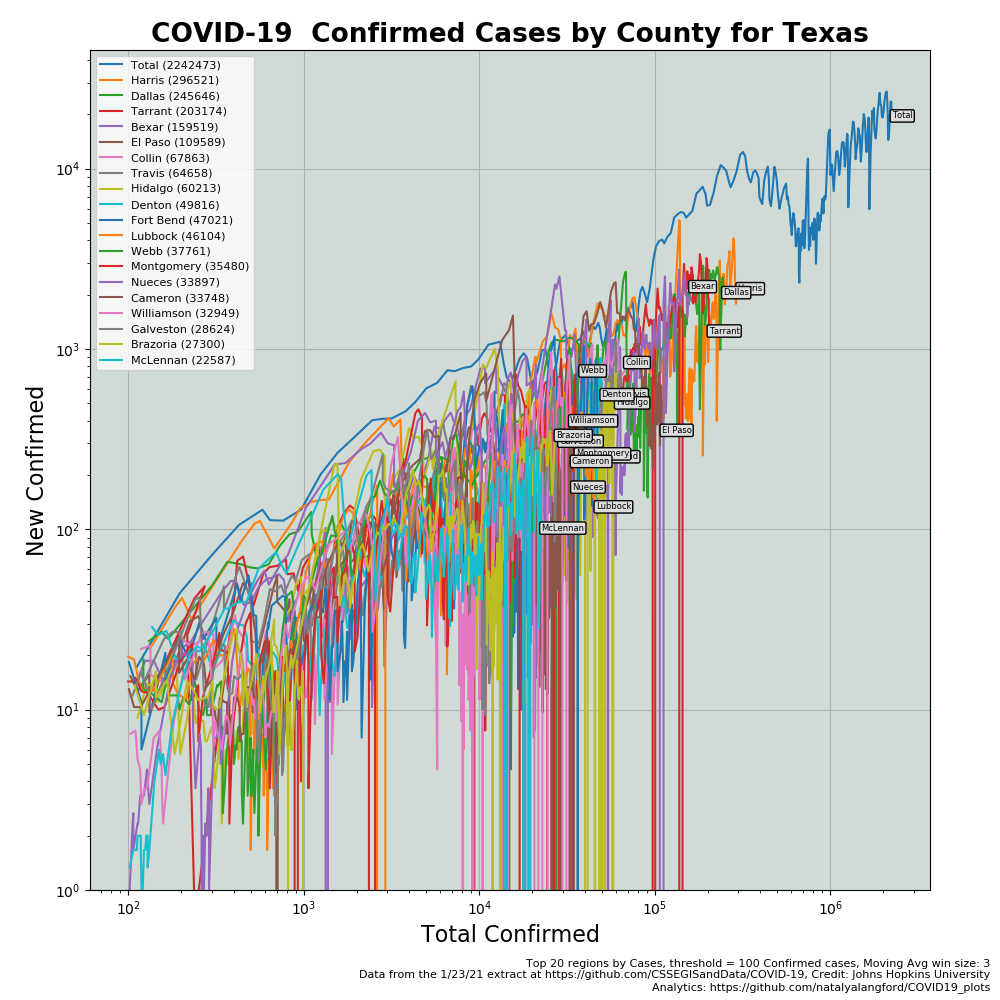 COVID-19  Confirmed Cases by County for Texas
Total (2242473)
Harris (296521)
Dallas (245646)
Tarrant (203174)
Bexar (159519)
El Paso (109589)
Collin (67863)
Travis (64658)
Hidalgo (60213)
Denton (49816)
Fort Bend (47021)
Lubbock (46104)
Webb (37761)
Montgomery (35480)
Nueces (33897)
Cameron (33748)
Williamson (32949)
Galveston (28624)
Brazoria (27300)
McLennan (22587)
New Confirmed
10^4
10^3
10^2
10^1
10^0
Total
Bexar
Dallas
Tarrant
Collin
Webb
Denton
Hidalgo
Williamson
El Paso
Brazoria
Montgomery
Cameron
Nueces
Lubbock
McLennan
10^2
10^3
10^4
10^5
10^6
Total Confirmed
Top 20 regions by Cases, threshold = 100 Confirmed cases, Moving Avg win size: 3
Data from the 1/23/21 extract at https://github.com/CSSEGISandData/COVID-19, Credit: Johns Hopkins University
Analytics: https://github.com/natalyalangford/COVID19_plots